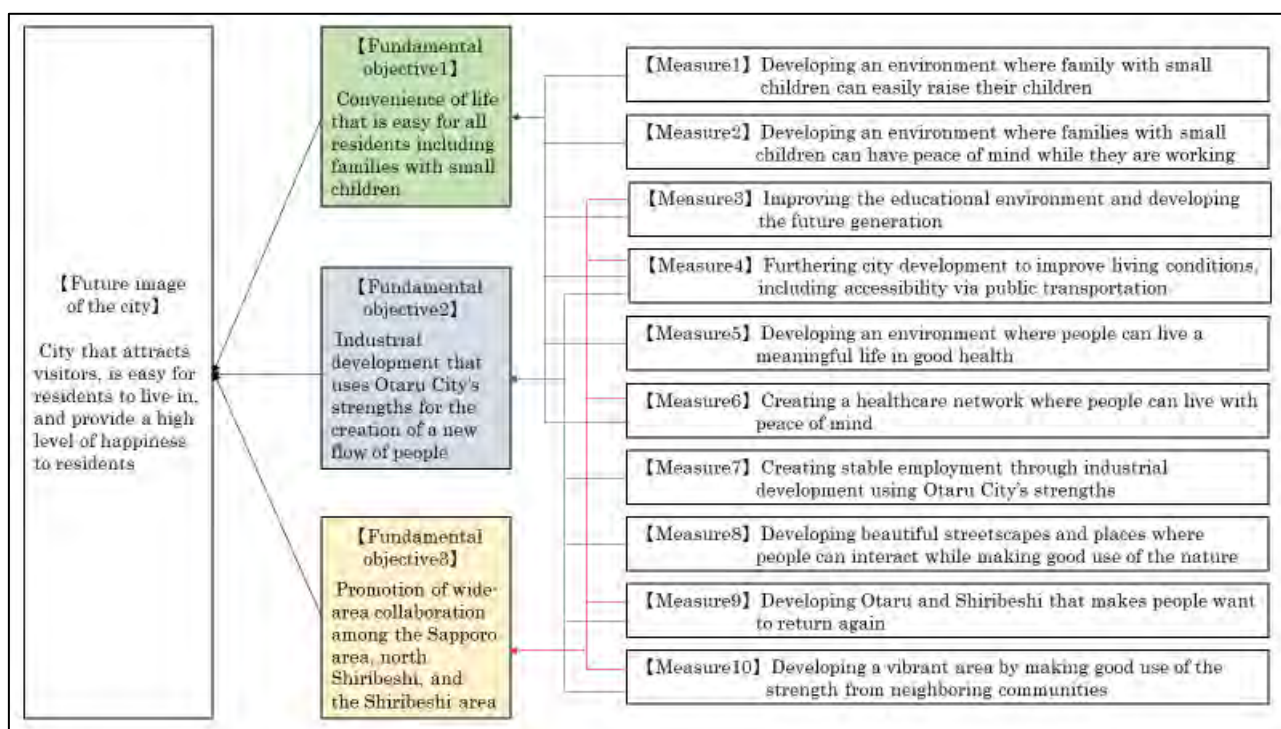 【Future image
of the city】
City that attracts
visitors, is easy for
residents to live in,
and provide a high
level of happiness
to residents
【Fundamental
objective1】
Convenience of life
that is easy for all
residents including
families with small
children
【Fundamental
objective2】
Industrial
development that
uses Otaru City's
strengths for the
creation of a new
flow of people
【Fundamental
objective3】
Promotion of wide-
area collaboration
among the Sapporo
area, north
Shiribeshi, and
the Shiribeshi area
【Measure1】Developing an environment where family with small
children can easily raise their children
【Measure2】Developing an environment where families with small
children can have peace of mind while they are working
【Measure3】Improving the educational environment and developing
the future generation
【Measure4】Furthering city development to improve living conditions,
including accessibility via public transportation
【Measure5】Developing an environment where people can live a
meaningful life in good health
【Measure6】Creating a healthcare network where people can live with
peace of mind
【Measure7】Creating stable employment through industrial
development using Otaru City's strengths
【Measure8】Developing beautiful streetscapes and places where
people can interact while making good use of the nature
【Measure9】Developing Otaru and Shiribeshi that makes people want
to return again
【Measure10】Developing a vibrant area by making good use of the
strength from neighboring communities